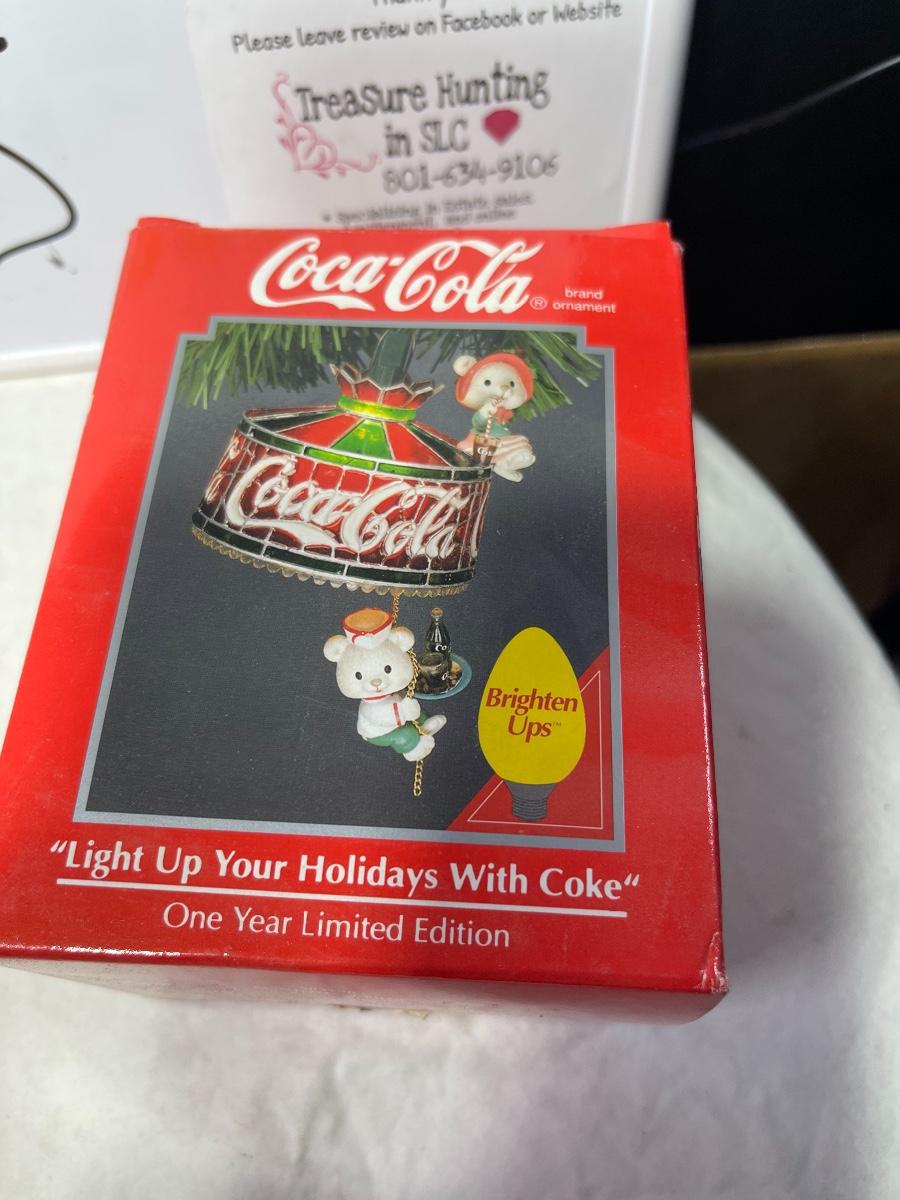 Please leave review on Facebook or Website
Treasure Hunting
in SLC
801-634-9106
Coca-Cola ® brand
ornament
Coca-Cola
Brighten
Ups™
“Light Up Your Holidays With Coke“
One Year Limited Edition